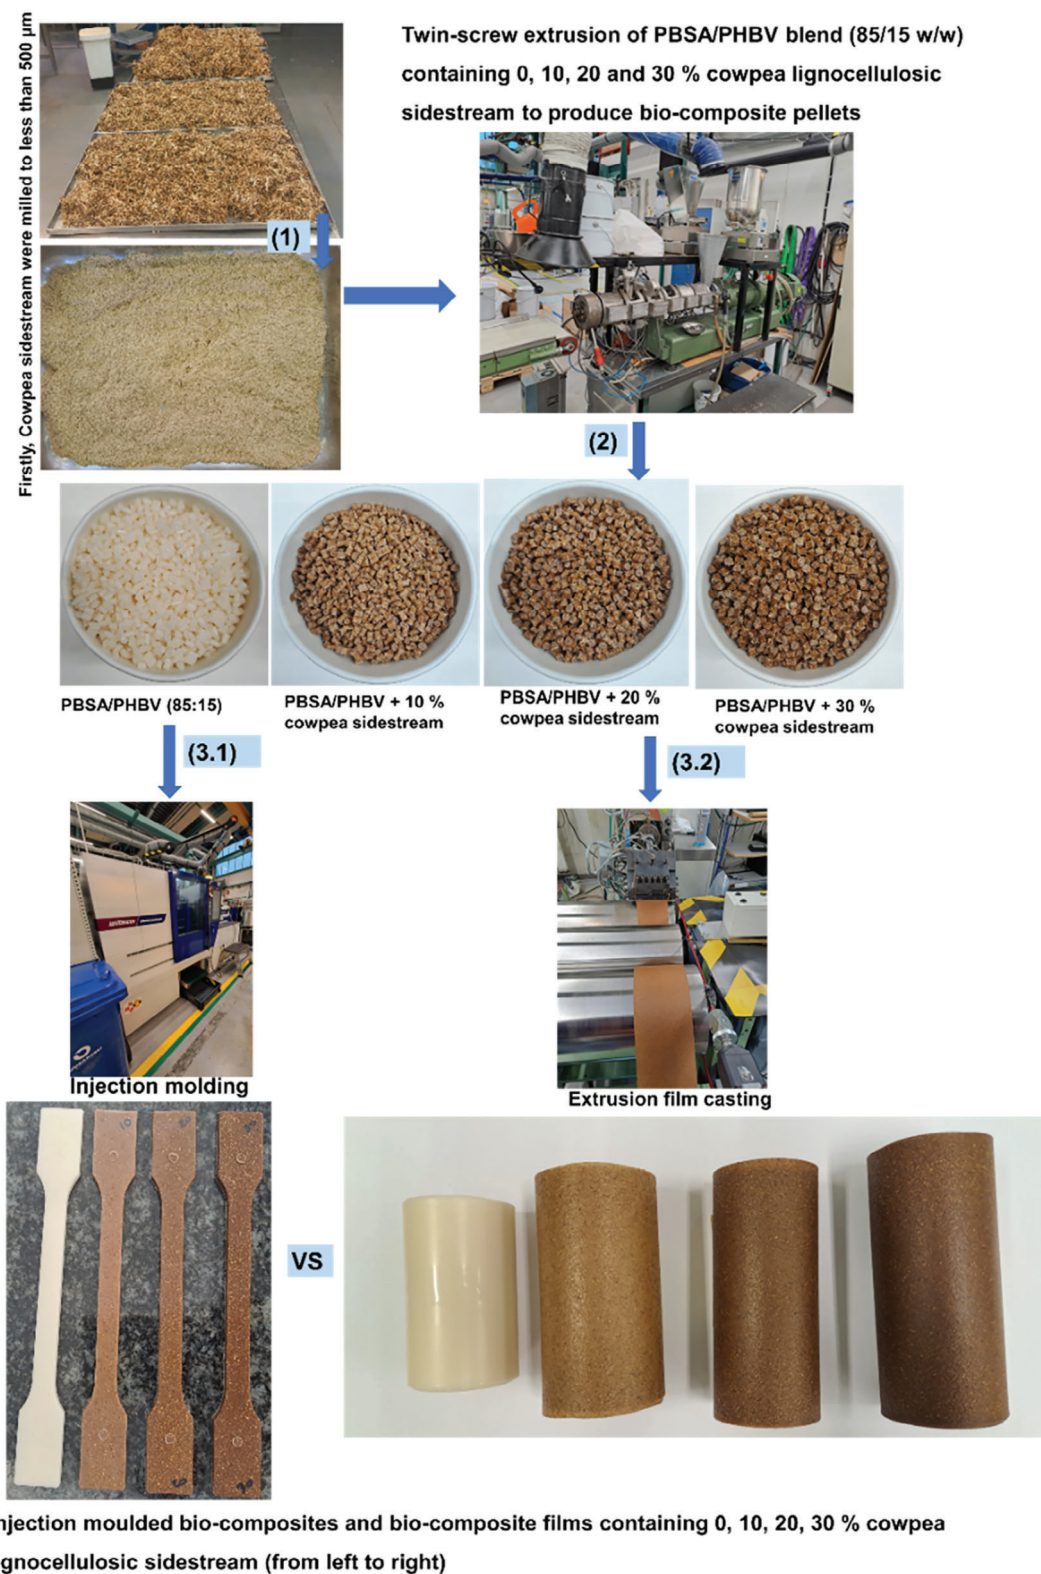 Firstly, Cowpea sidestream were milled to less than 500 µm
Twin-screw extrusion of PBSA/PHBV blend (85/15 w/w)
containing 0, 10, 20 and 30 % cowpea lignocellulosic
sidestream to produce bio-composite pellets
(1)
(2)
PBSA/PHBV (85:15)
PBSA/PHBV + 10 %
cowpea sidestream
PBSA/PHBV + 20 %
cowpea sidestream
PBSA/PHBV + 30 %
cowpea sidestream
(3.1)
(3.2)
Injection molding
Extrusion film casting
10
30
VS
njection moulded bio-composites and bio-composite films containing 0, 10, 20, 30 % cowpea
gnocellulosic sidestream (from left to right)